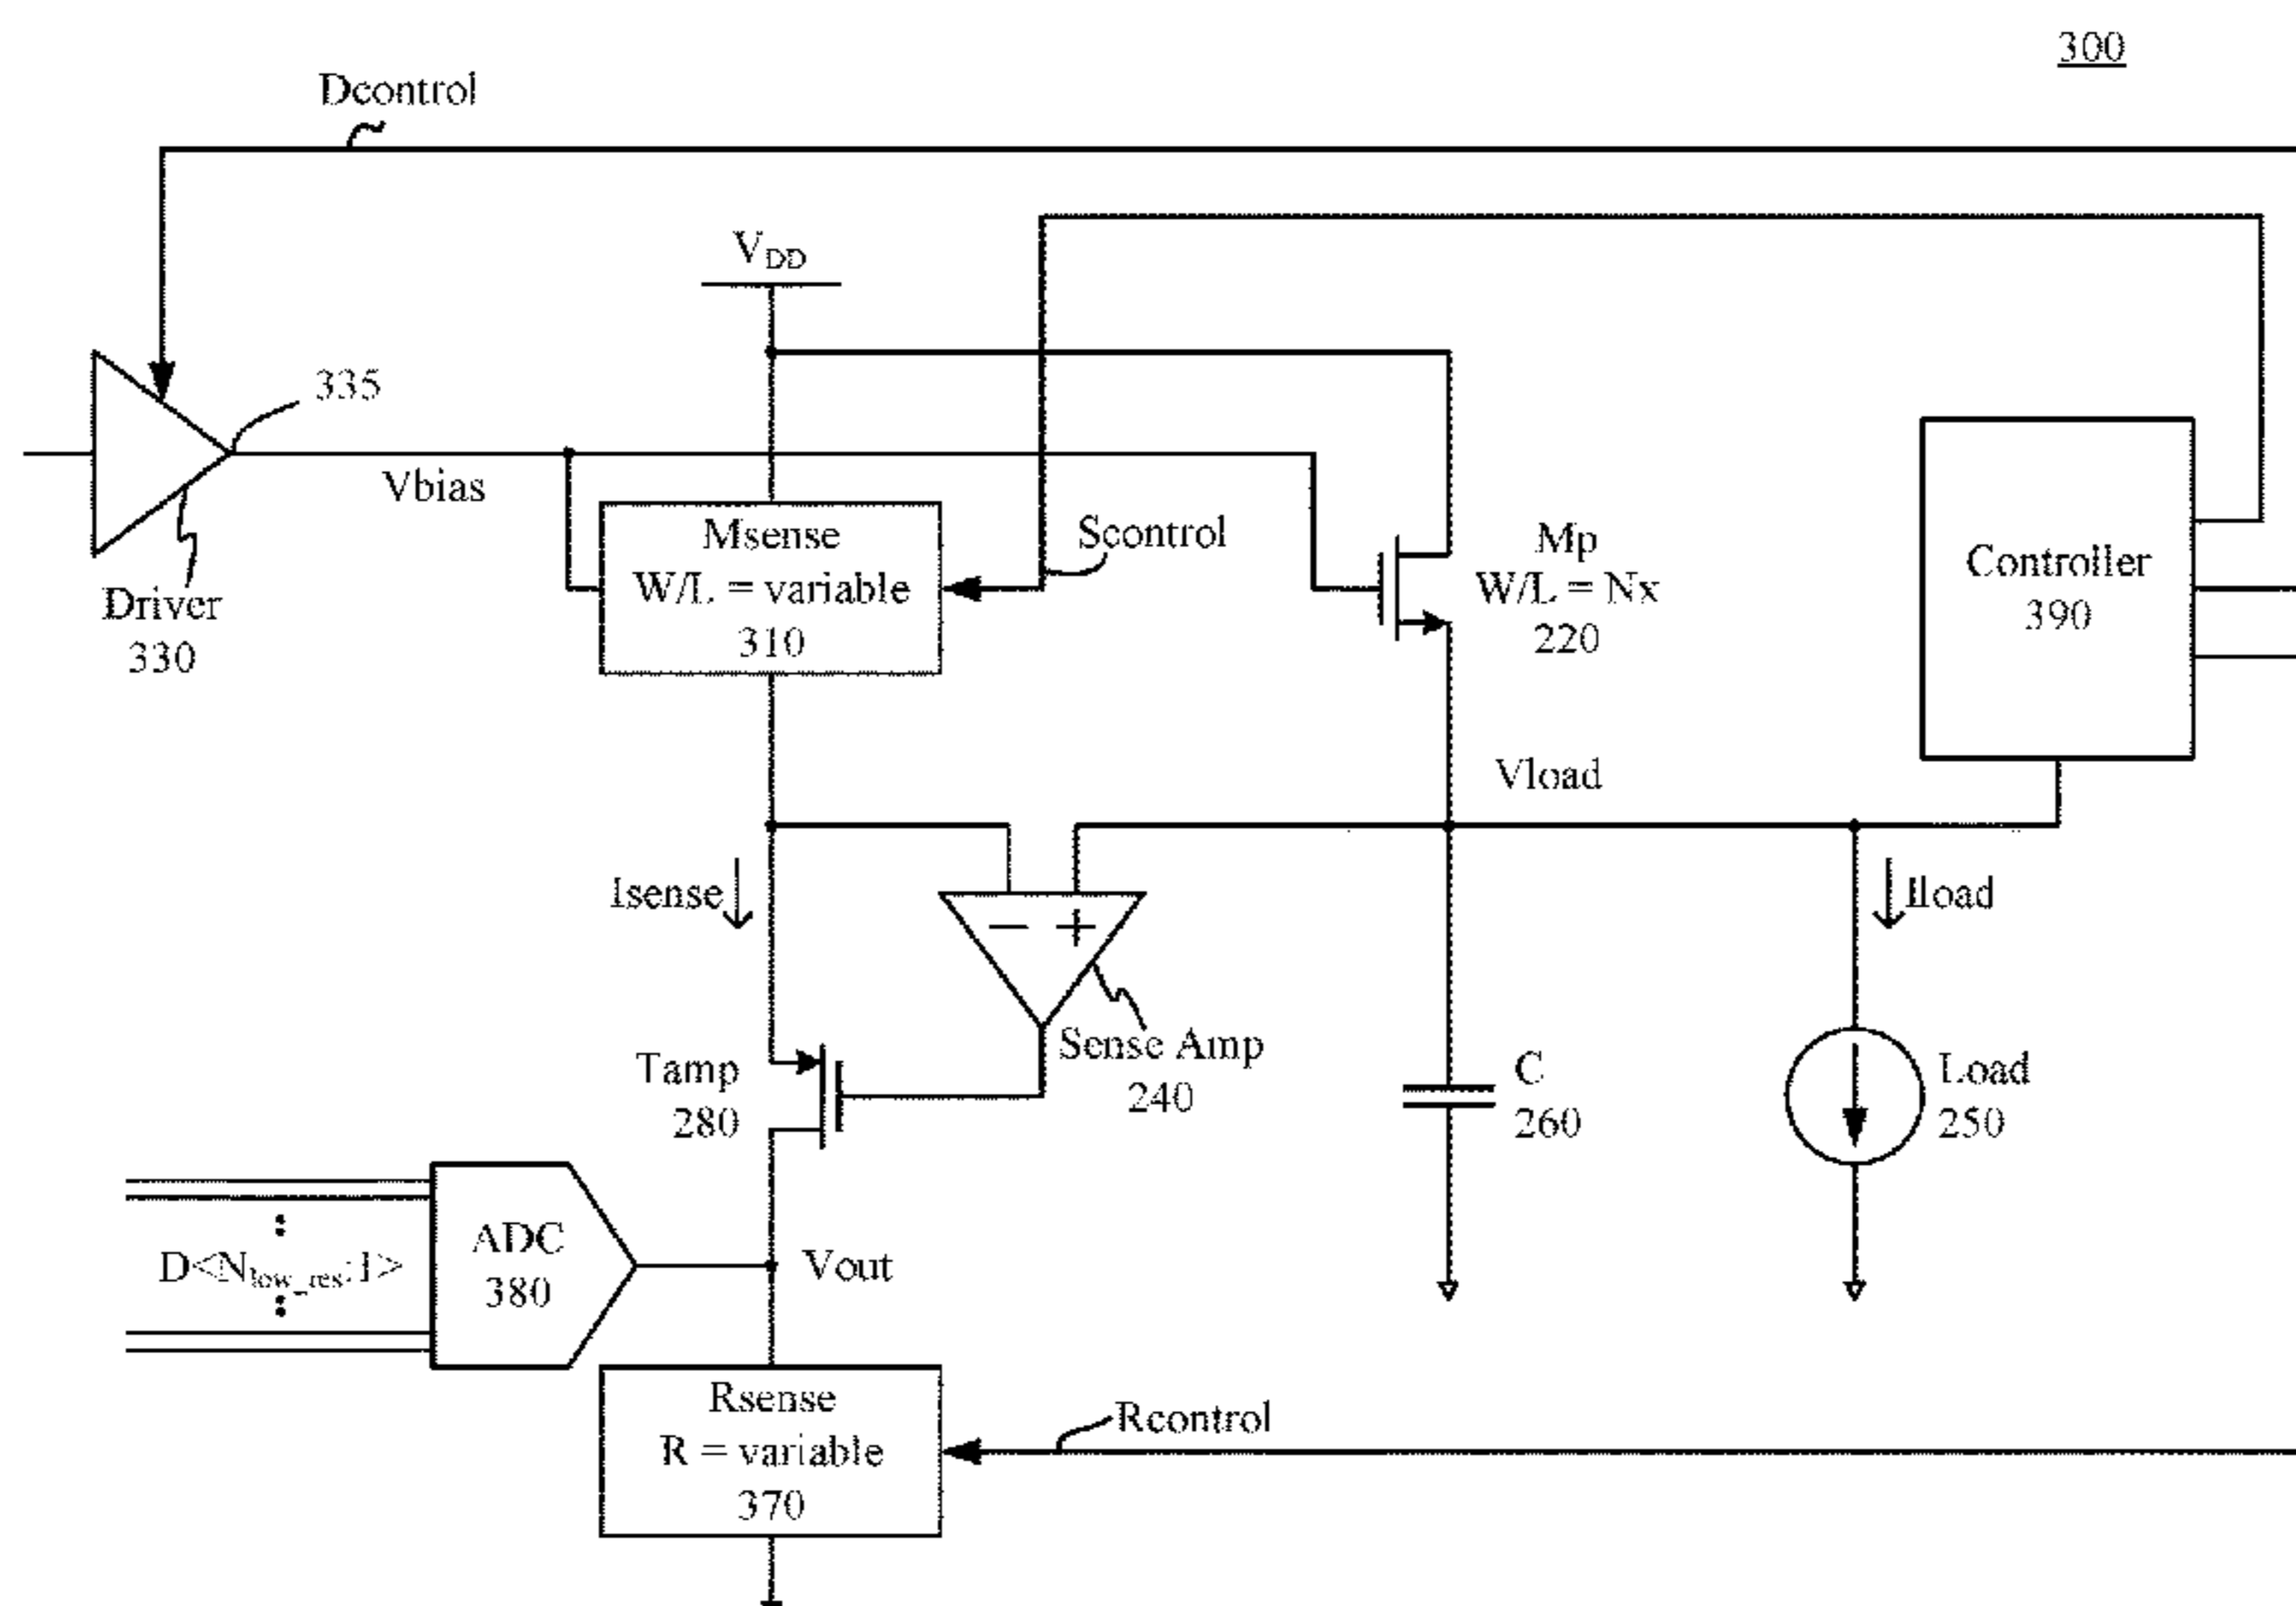 300
Dcontrol
VDD
335
Vbias
Driver
330
Msense
W/L = variable
310
Scontrol
Mp
W/L = Nx
220
Controller
390
Vload
Isense
Iload
− +
Sense Amp
240
Tamp
280
C
260
Load
250
ADC
380
D<Nlow_res:1>
Vout
Rsense
R = variable
370
Rcontrol